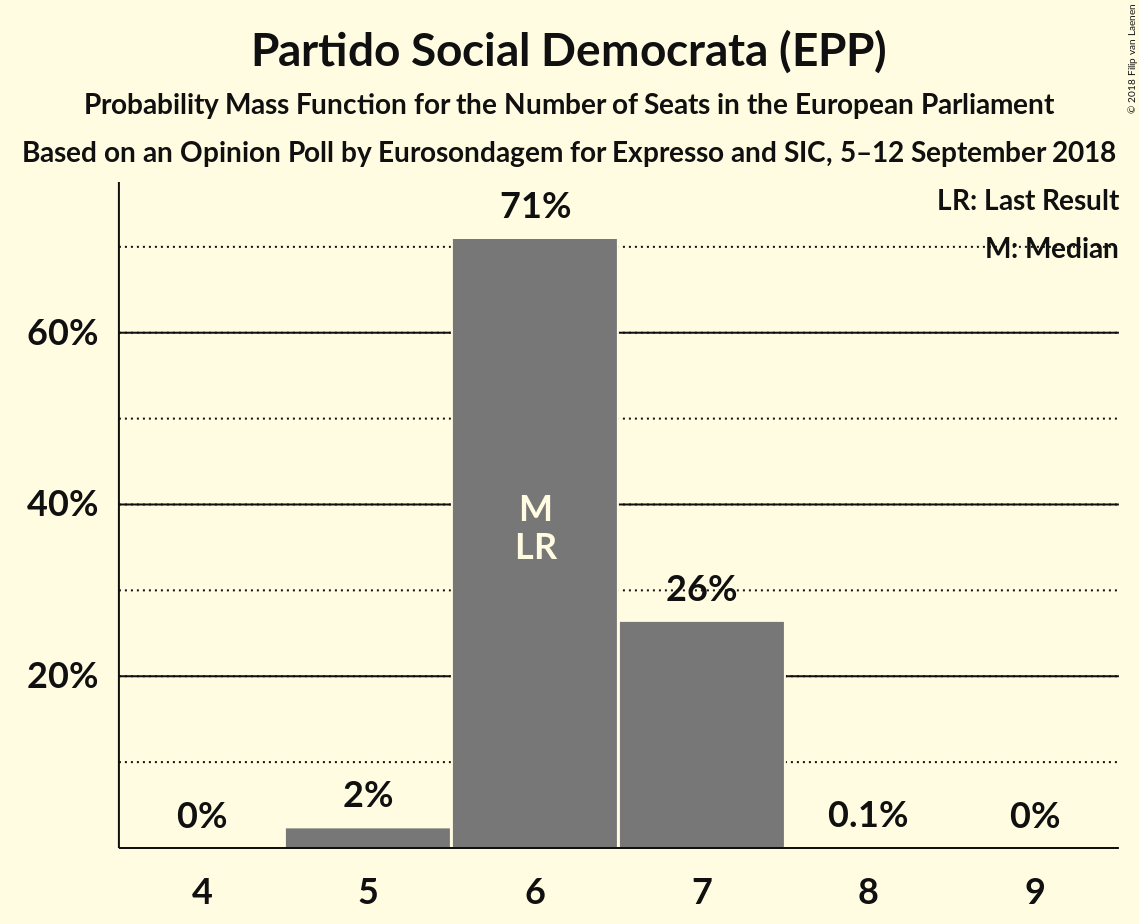 Partido Social Democrata (EPP)
Probability Mass Function for the Number of Seats in the European Parliament
Based on an Opinion Poll by Eurosondagem for Expresso and SIC, 5–12 September 2018
© 2018 Filip van Laenen
LR: Last Result
M: Median
71%
60%
40%
20%
M
LR
26%
2%
0%
0.1%
0%
4 5 6 7 8 9